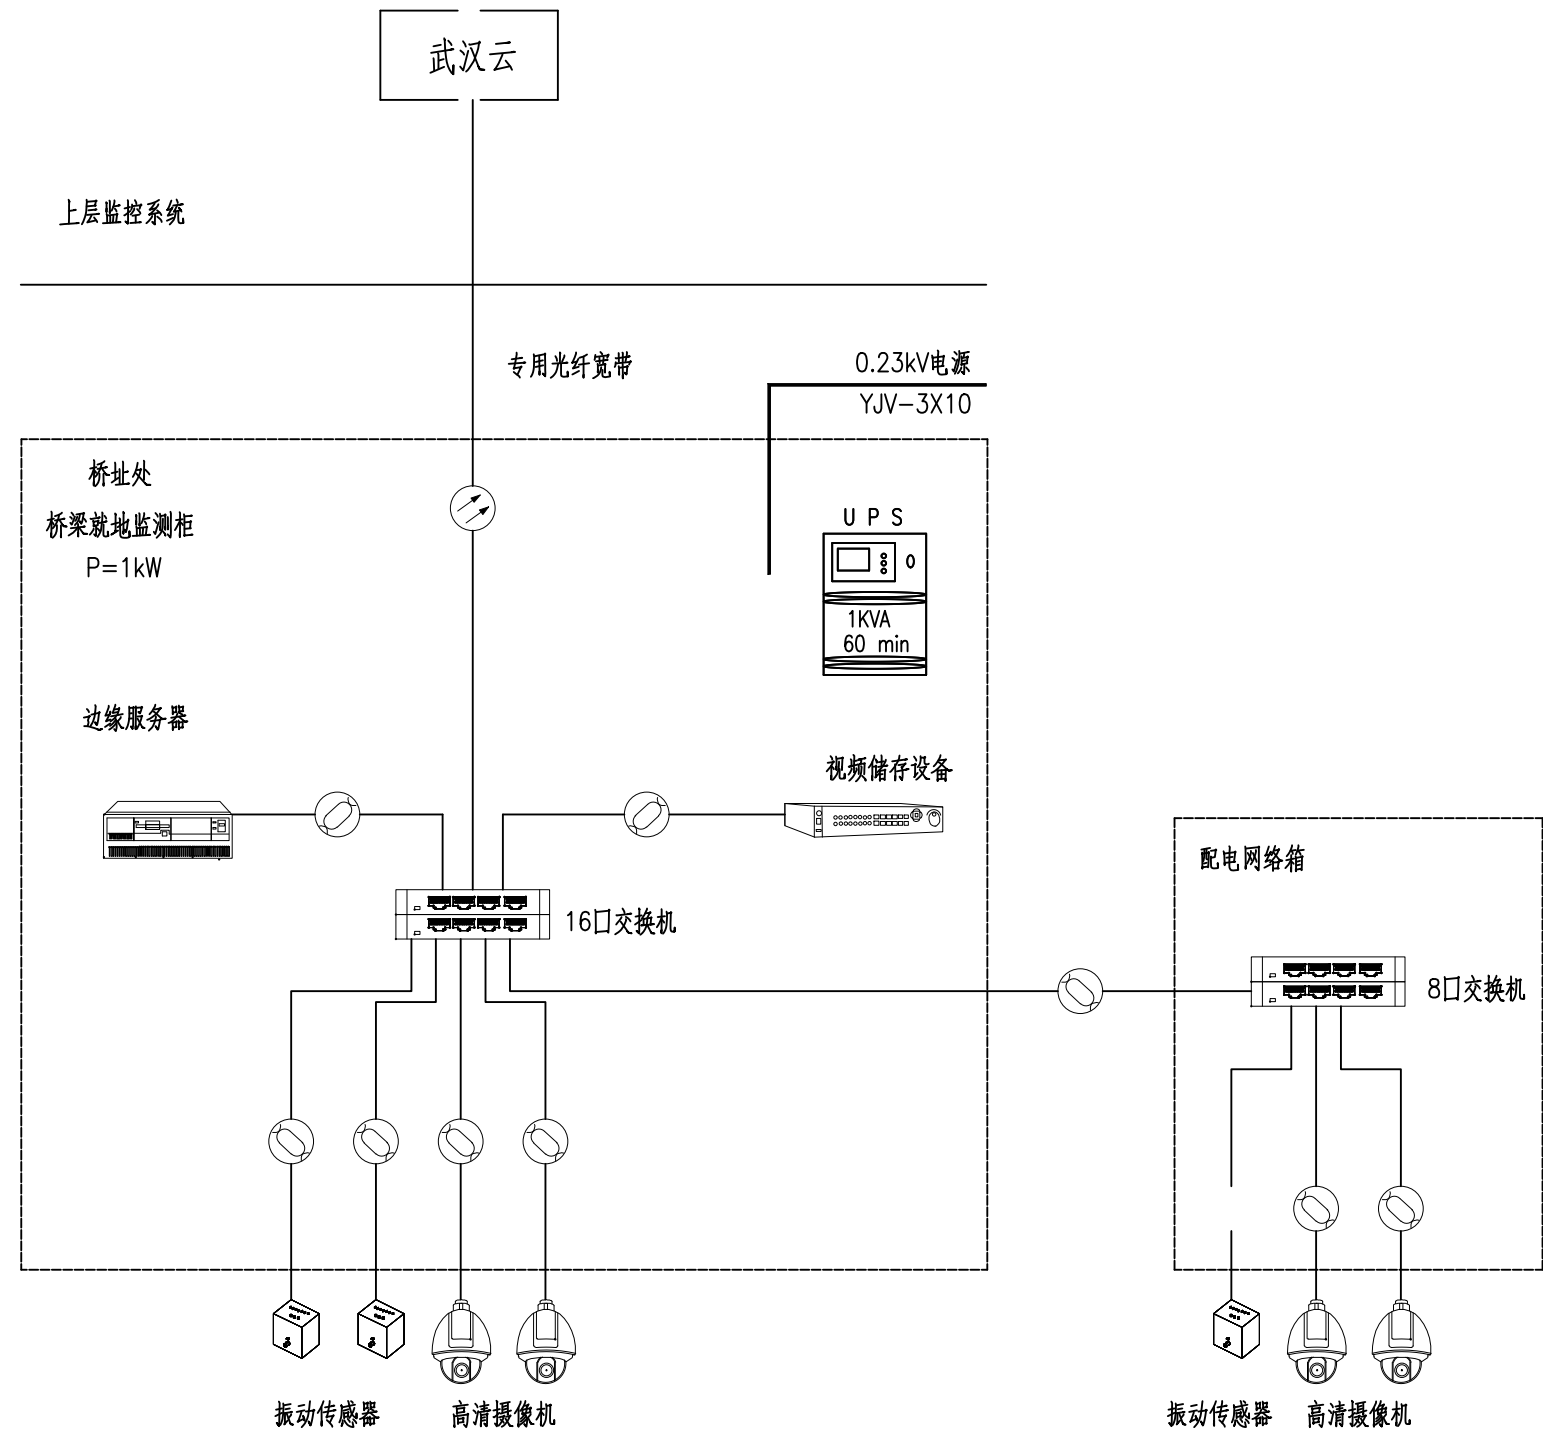 武汉云
上层监控系统
专用光纤宽带
0.23kV电源
YJV-3X10
桥址处
桥梁就地监测柜
P=1kW
U P S
1KVA
60 min
边缘服务器
视频储存设备
16口交换机
配电网络箱
8口交换机
振动传感器
高清摄像机
振动传感器
高清摄像机